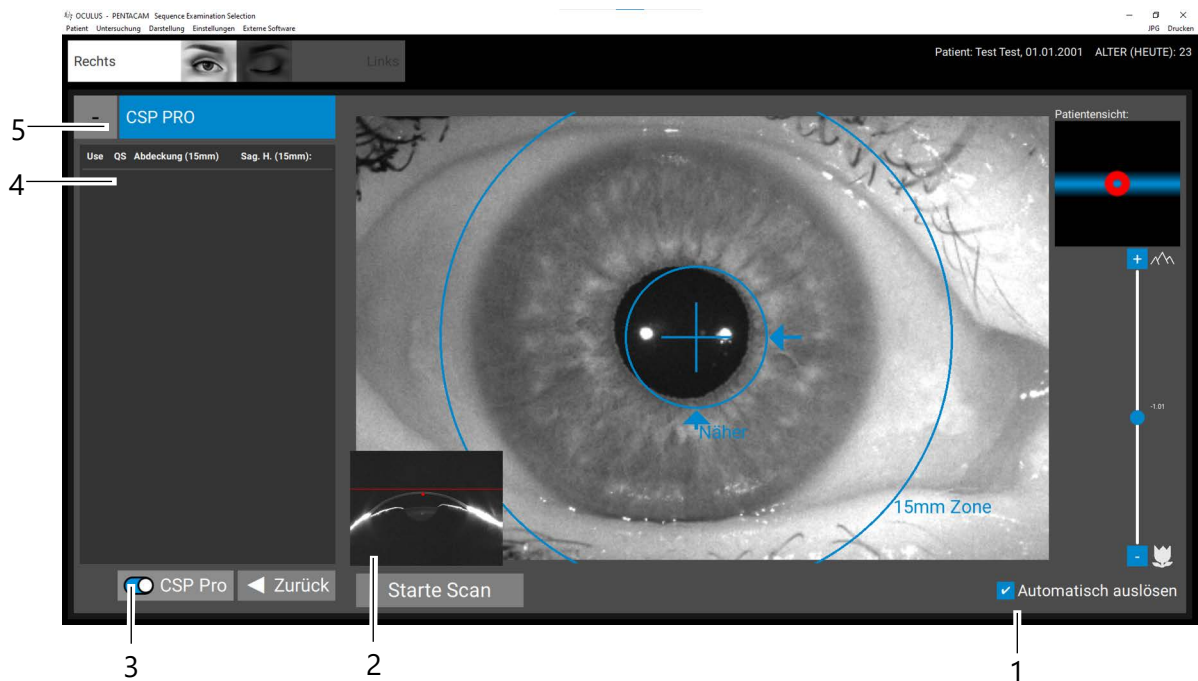 OCULUS - PENTACAM Sequence Examination Selection
Patient Untersuchung Darstellung Einstellungen Externe Software
JPG Drucken
Rechts
Links
Patient: Test Test, 01.01.2001 ALTER (HEUTE): 23
- CSP PRO
5
Patientensicht:
Use QS Abdeckung (15mm) Sag. H. (15mm):
4
+
-1.01
Näher
15mm Zone
-
CSP Pro
Zurück
Starte Scan
Automatisch auslösen
3
2
1